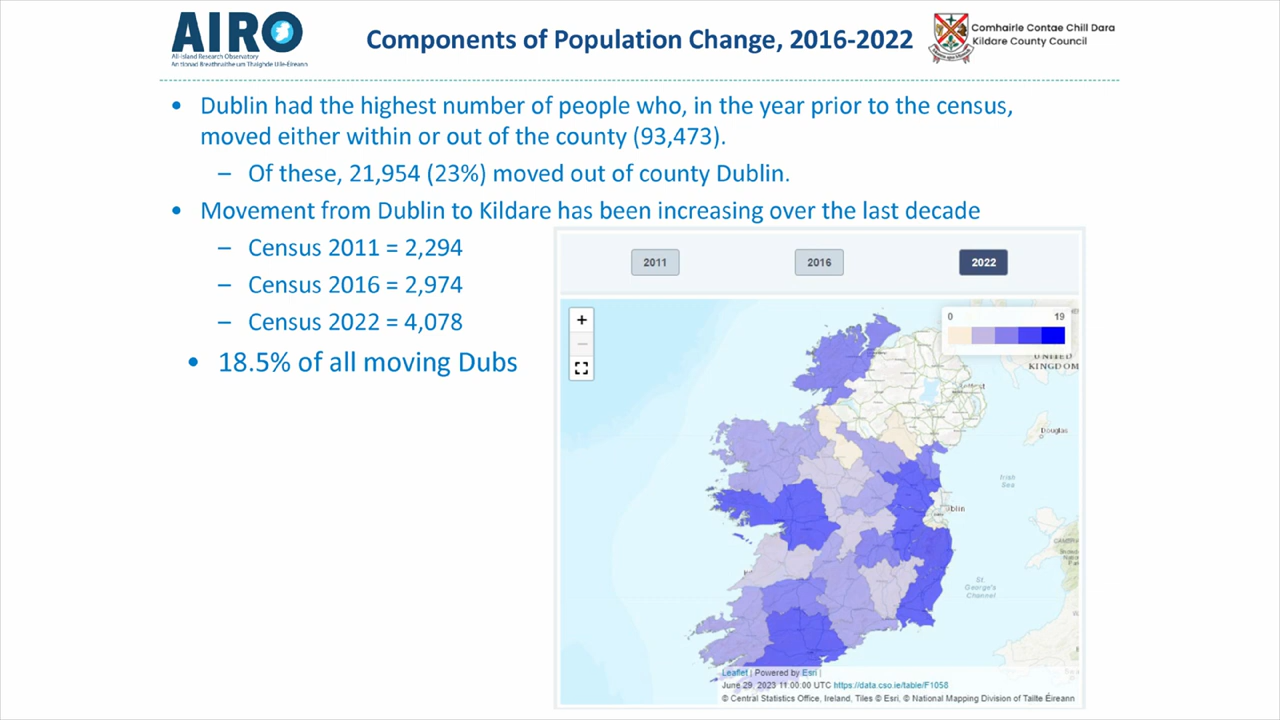 AIRO
All-Island Research Observatory
Components of Population Change, 2016-2022
Comhairle Contae Chill Dara
Kildare County Council
• Dublin had the highest number of people who, in the year prior to the census,
moved either within or out of the county (93,473).
– Of these, 21,954 (23%) moved out of county Dublin.
• Movement from Dublin to Kildare has been increasing over the last decade
– Census 2011 = 2,294
– Census 2016 = 2,974
– Census 2022 = 4,078
• 18.5% of all moving Dubs
2011
2016
2022
+
−
0
19
UNITED
KINGDOM
Douglas
Irish
Sea
St.
George's
Channel
Leaflet | Powered by Esri |
June 29, 2023 11:00:00 UTC https://data.cso.ie/table/F1058
© Central Statistics Office, Ireland, Tiles © Esri, © National Mapping Division of Tailte Éireann